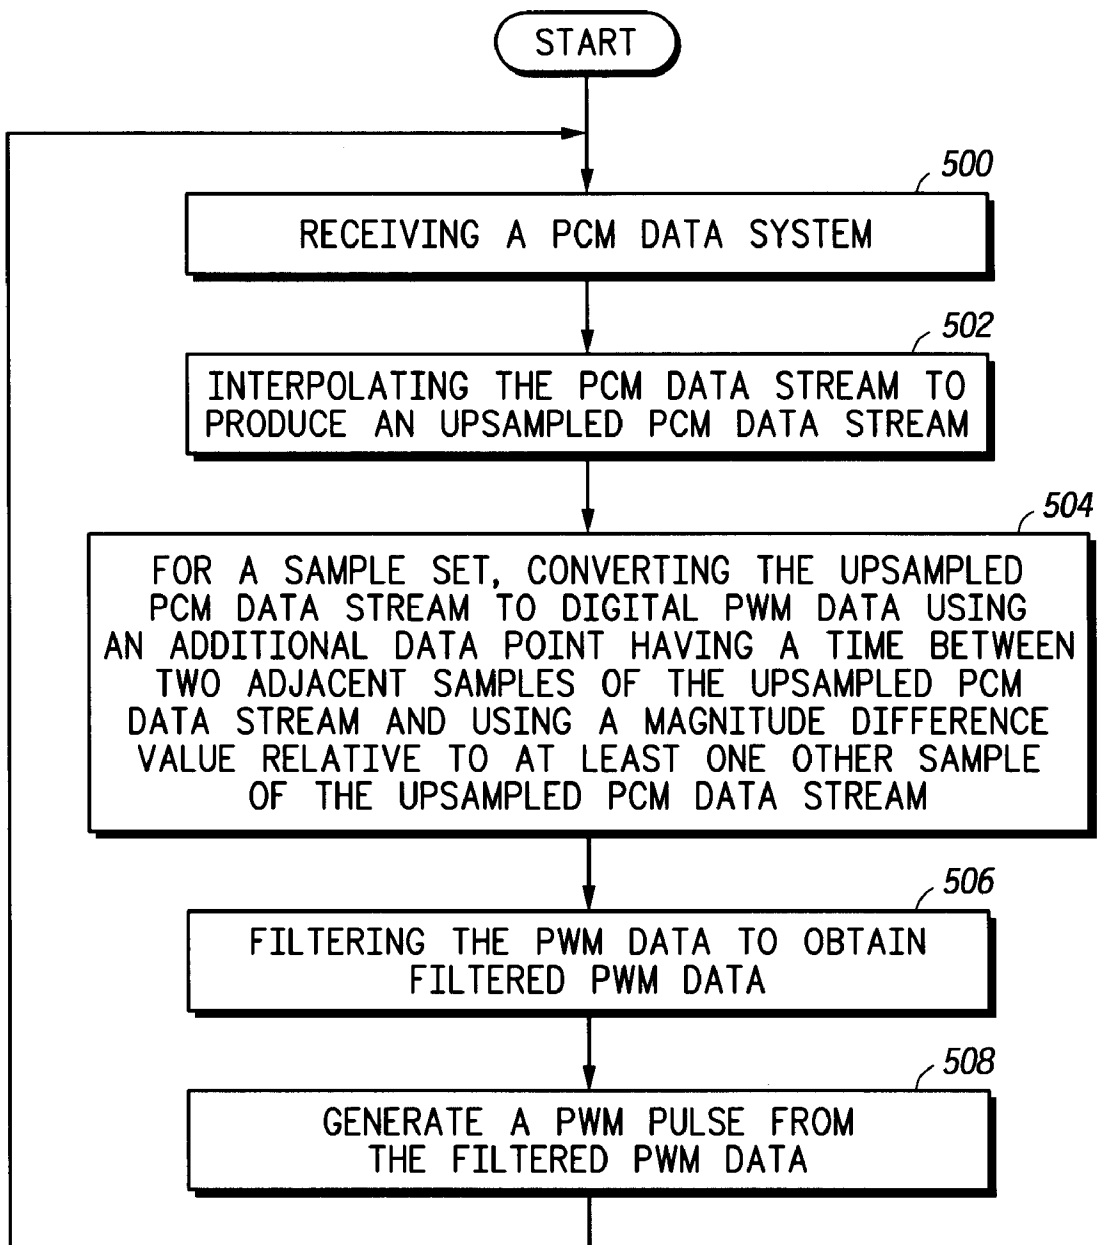 START
500
RECEIVING A PCM DATA SYSTEM
502
INTERPOLATING THE PCM DATA STREAM TO
PRODUCE AN UPSAMPLED PCM DATA STREAM
504
FOR A SAMPLE SET, CONVERTING THE UPSAMPLED
PCM DATA STREAM TO DIGITAL PWM DATA USING
AN ADDITIONAL DATA POINT HAVING A TIME BETWEEN
TWO ADJACENT SAMPLES OF THE UPSAMPLED PCM
DATA STREAM AND USING A MAGNITUDE DIFFERENCE
VALUE RELATIVE TO AT LEAST ONE OTHER SAMPLE
OF THE UPSAMPLED PCM DATA STREAM
506
FILTERING THE PWM DATA TO OBTAIN
FILTERED PWM DATA
508
GENERATE A PWM PULSE FROM
THE FILTERED PWM DATA